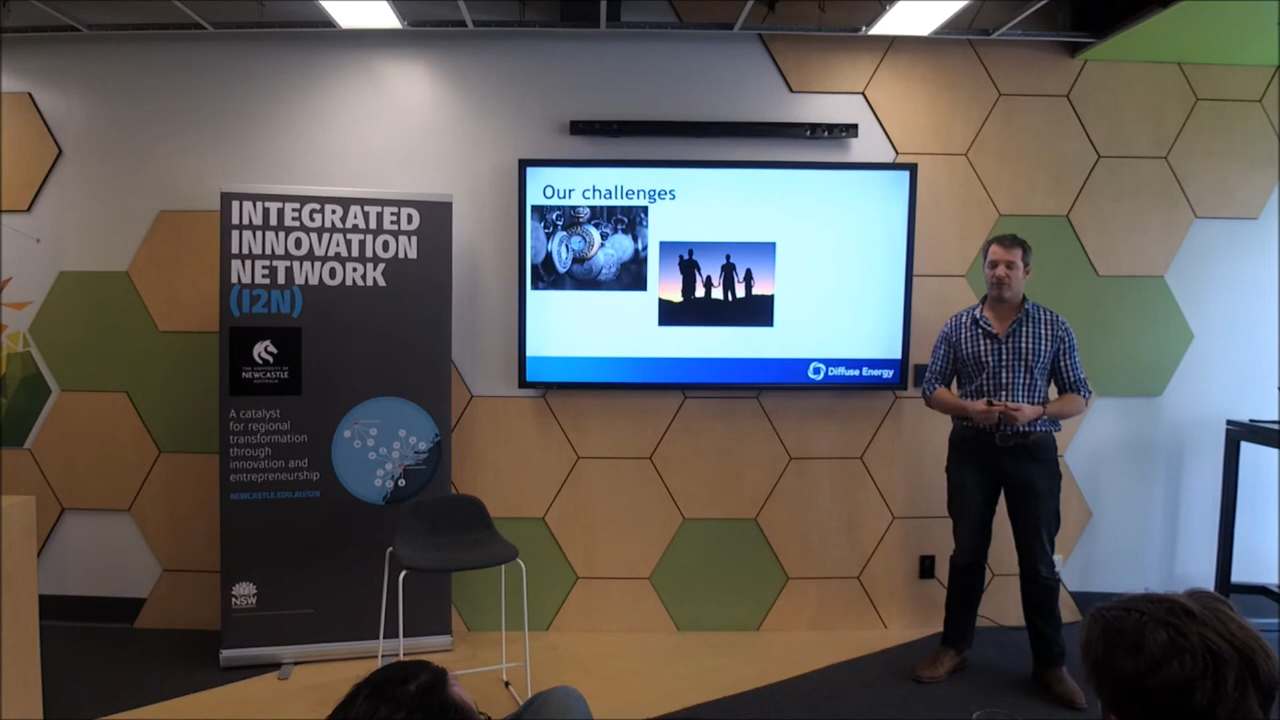 INTEGRATED
INNOVATION
NETWORK
(I2N)
THE UNIVERSITY OF
NEWCASTLE
AUSTRALIA
A catalyst
for regional
transformation
through
innovation and
entrepreneurship
NEWCASTLE.EDU.AU/I2N
NSW
Our challenges
Diffuse Energy